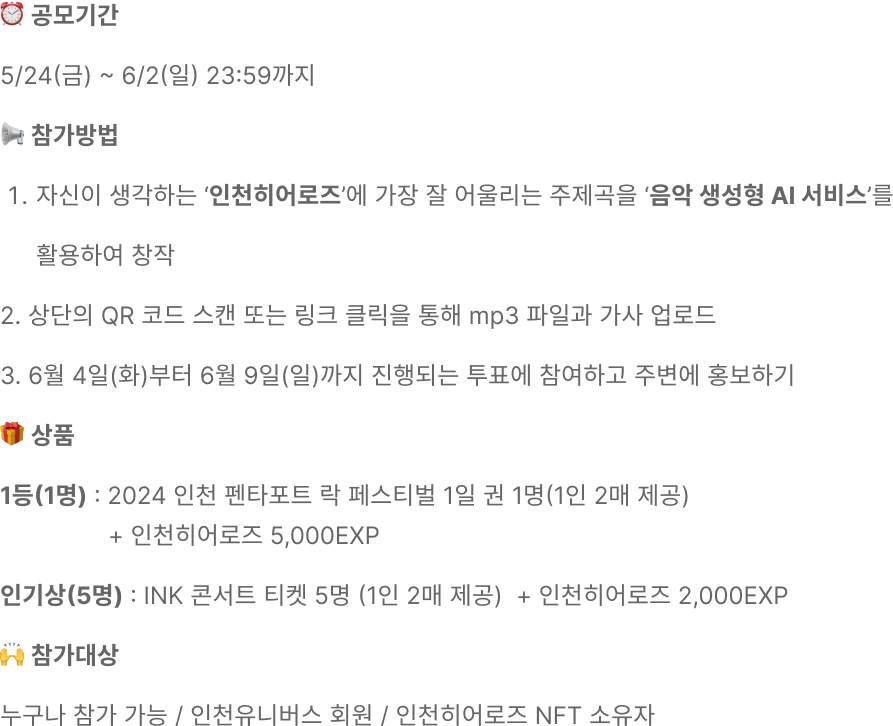 ⏰ 공모기간
5/24(금) ~ 6/2(일) 23:59까지
📢 참가방법
1. 자신이 생각하는 ‘인천히어로즈’에 가장 잘 어울리는 주제곡을 ‘음악 생성형 AI 서비스’를
활용하여 창작
2. 상단의 QR 코드 스캔 또는 링크 클릭을 통해 mp3 파일과 가사 업로드
3. 6월 4일(화)부터 6월 9일(일)까지 진행되는 투표에 참여하고 주변에 홍보하기
🎁 상품
1등(1명) : 2024 인천 펜타포트 락 페스티벌 1일 권 1명(1인 2매 제공)
+ 인천히어로즈 5,000EXP
인기상(5명) : INK 콘서트 티켓 5명 (1인 2매 제공)  + 인천히어로즈 2,000EXP
🙌 참가대상
누구나 참가 가능 / 인천유니버스 회원 / 인천히어로즈 NFT 소유자